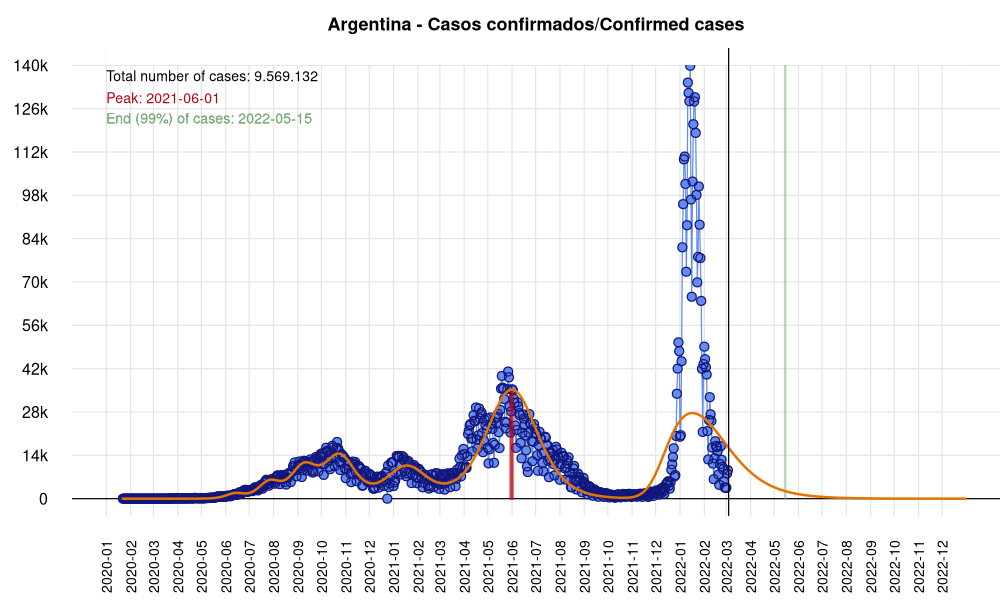 Argentina - Casos confirmados/Confirmed cases
Total number of cases: 9.569.132
Peak: 2021-06-01
End (99%) of cases: 2022-05-15
140k
126k
112k
98k
84k
70k
56k
42k
28k
14k
0
2020-01
2020-02
2020-03
2020-04
2020-05
2020-06
2020-07
2020-08
2020-09
2020-10
2020-11
2020-12
2021-01
2021-02
2021-03
2021-04
2021-05
2021-06
2021-07
2021-08
2021-09
2021-10
2021-11
2021-12
2022-01
2022-02
2022-03
2022-04
2022-05
2022-06
2022-07
2022-08
2022-09
2022-10
2022-11
2022-12